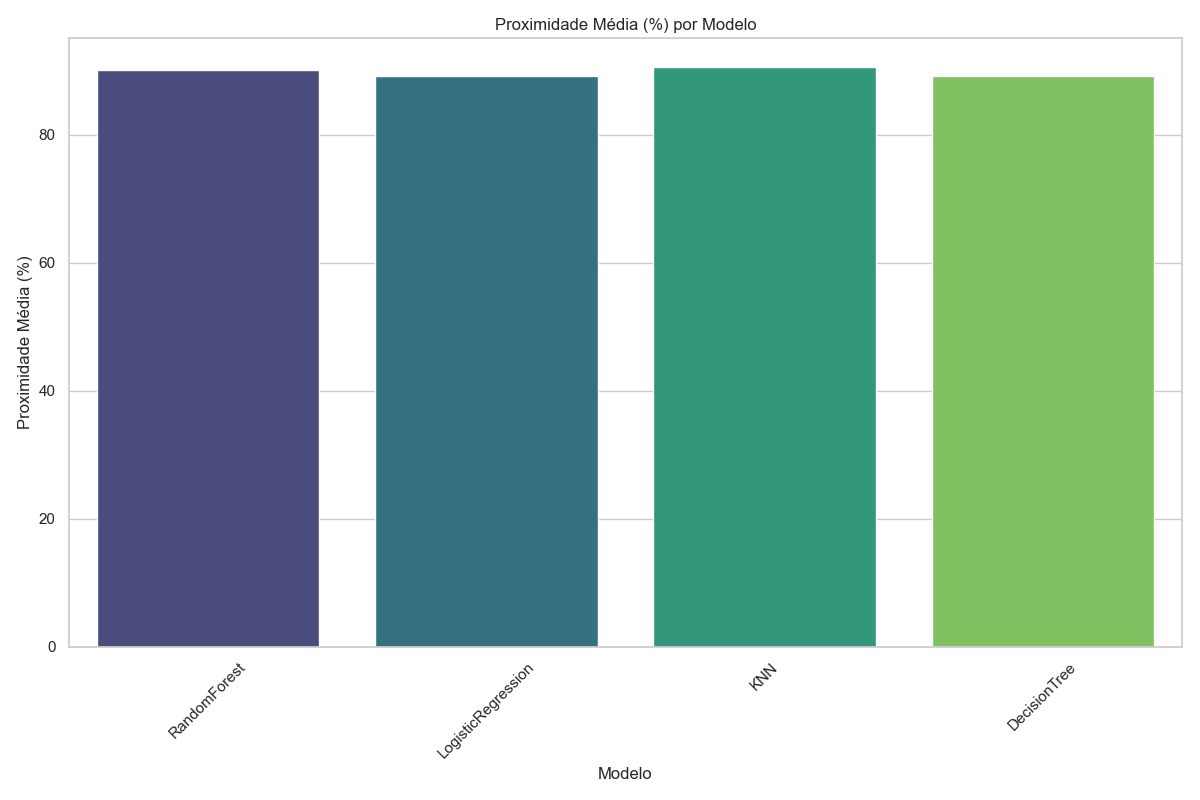 Proximidade Média (%) por Modelo
Proximidade Média (%)
80
60
40
20
0
RandomForest
LogisticRegression
KNN
DecisionTree
Modelo